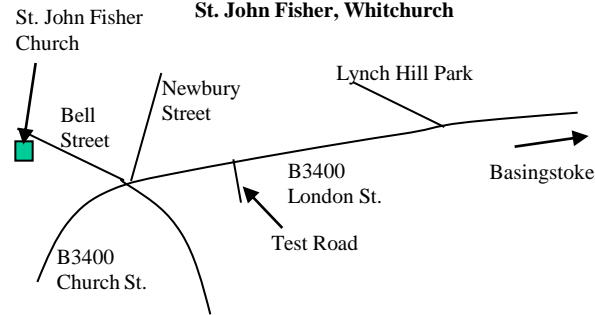 St. John Fisher, Whitchurch
St. John Fisher
Church
Newbury
Street
Lynch Hill Park
Bell
Street
B3400
London St.
Basingstoke
Test Road
B3400
Church St.